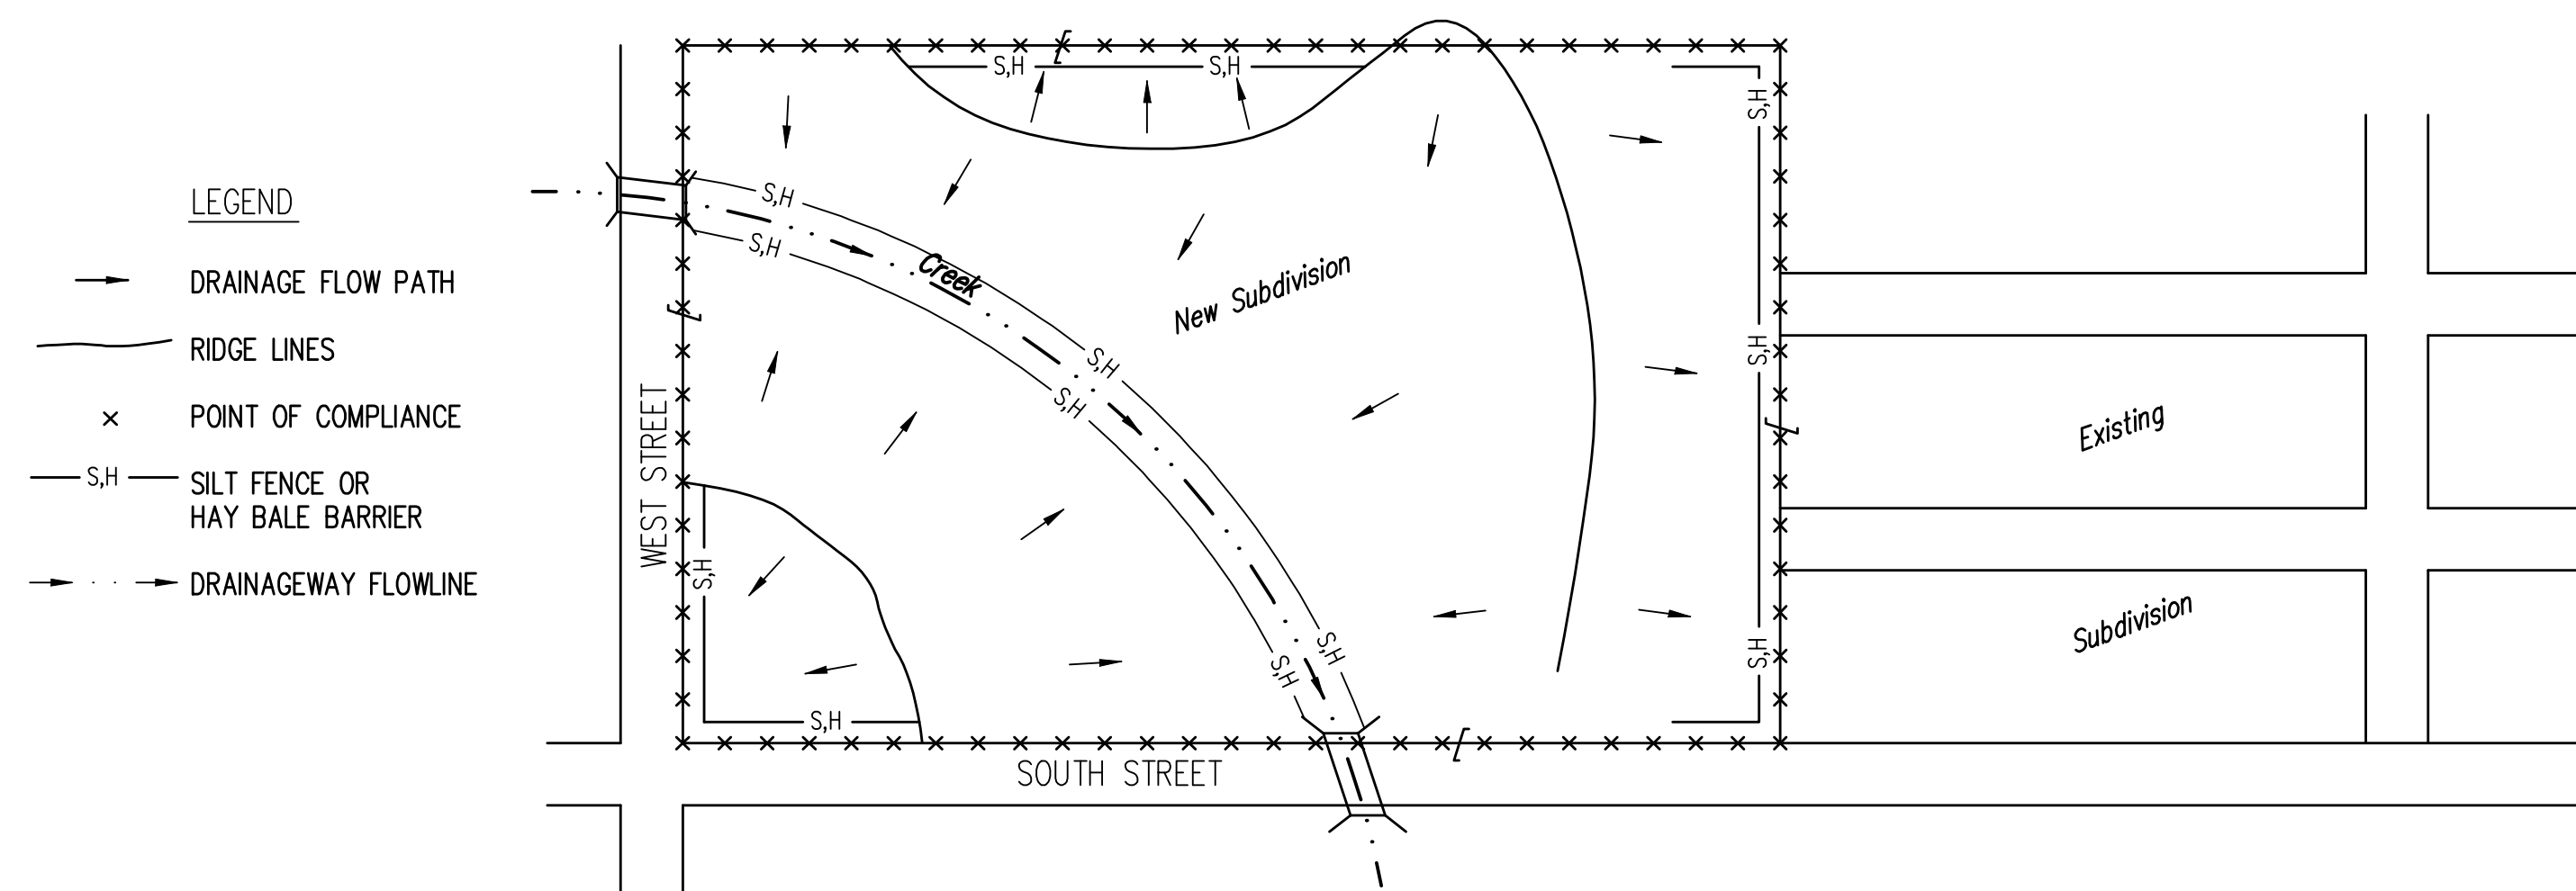 LEGEND
DRAINAGE FLOW PATH
RIDGE LINES
POINT OF COMPLIANCE
S,H
SILT FENCE OR
HAY BALE BARRIER
DRAINAGEWAY FLOWLINE
S,H
S,H
S,H
S,H
S,H
Creek
New Subdivision
S,H
S,H
S,H
WEST STREET
S,H
S,H
S,H
S,H
S,H
S,H
SOUTH STREET
Existing
Subdivision